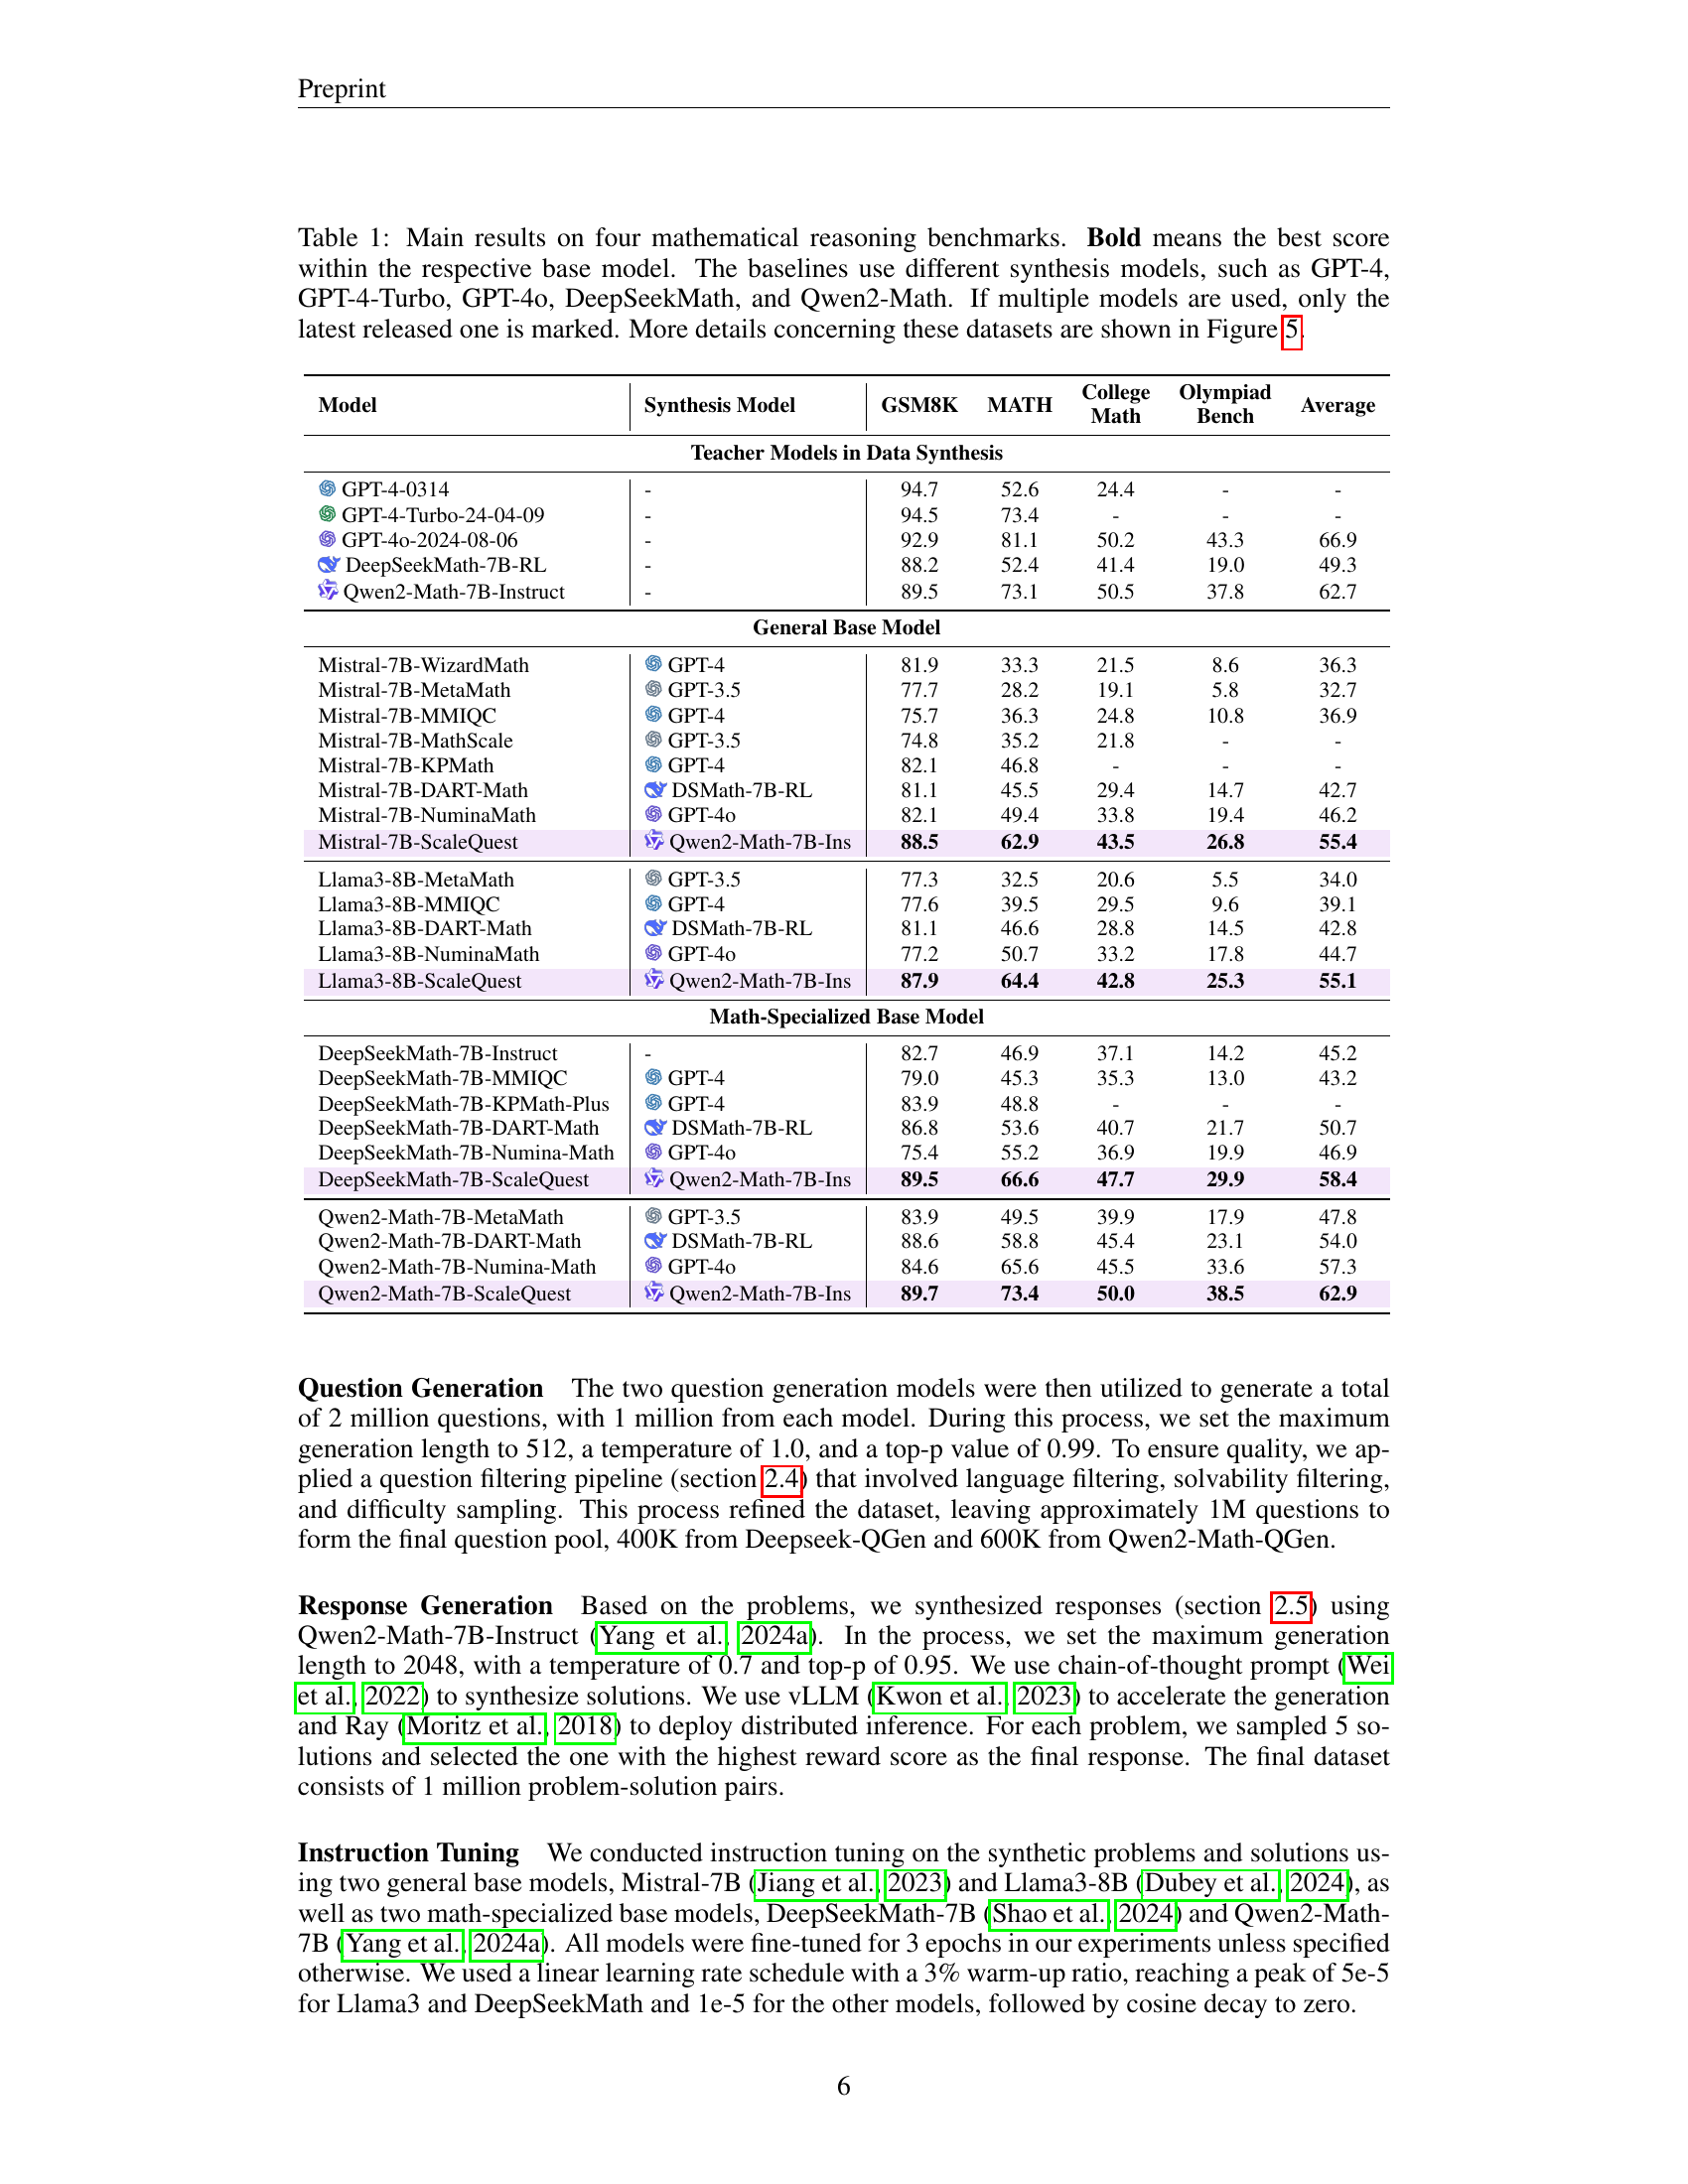 Preprint
Table 1: Main results on four mathematical reasoning benchmarks. Bold means the best score
within the respective base model. The baselines use different synthesis models, such as GPT-4,
GPT-4-Turbo, GPT-4o, DeepSeekMath, and Qwen2-Math. If multiple models are used, only the
latest released one is marked. More details concerning these datasets are shown in Figure 5.
Model Synthesis Model GSM8K MATH College Math Olympiad Bench Average
Teacher Models in Data Synthesis
GPT-4-0314 - 94.7 52.6 24.4 - -
GPT-4-Turbo-24-04-09 - 94.5 73.4 - - -
GPT-4o-2024-08-06 - 92.9 81.1 50.2 43.3 66.9
DeepSeekMath-7B-RL - 88.2 52.4 41.4 19.0 49.3
Qwen2-Math-7B-Instruct - 89.5 73.1 50.5 37.8 62.7
General Base Model
Mistral-7B-WizardMath GPT-4 81.9 33.3 21.5 8.6 36.3
Mistral-7B-MetaMath GPT-3.5 77.7 28.2 19.1 5.8 32.7
Mistral-7B-MMIQC GPT-4 75.7 36.3 24.8 10.8 36.9
Mistral-7B-MathScale GPT-3.5 74.8 35.2 21.8 - -
Mistral-7B-KPMath GPT-4 82.1 46.8 - - -
Mistral-7B-DART-Math DSMath-7B-RL 81.1 45.5 29.4 14.7 42.7
Mistral-7B-NuminaMath GPT-4o 82.1 49.4 33.8 19.4 46.2
Mistral-7B-ScaleQuest Qwen2-Math-7B-Ins 88.5 62.9 43.5 26.8 55.4
Llama3-8B-MetaMath GPT-3.5 77.3 32.5 20.6 5.5 34.0
Llama3-8B-MMIQC GPT-4 77.6 39.5 29.5 9.6 39.1
Llama3-8B-DART-Math DSMath-7B-RL 81.1 46.6 28.8 14.5 42.8
Llama3-8B-NuminaMath GPT-4o 77.2 50.7 33.2 17.8 44.7
Llama3-8B-ScaleQuest Qwen2-Math-7B-Ins 87.9 64.4 42.8 25.3 55.1
Math-Specialized Base Model
DeepSeekMath-7B-Instruct - 82.7 46.9 37.1 14.2 45.2
DeepSeekMath-7B-MMIQC GPT-4 79.0 45.3 35.3 13.0 43.2
DeepSeekMath-7B-KPMath-Plus GPT-4 83.9 48.8 - - -
DeepSeekMath-7B-DART-Math DSMath-7B-RL 86.8 53.6 40.7 21.7 50.7
DeepSeekMath-7B-Numina-Math GPT-4o 75.4 55.2 36.9 19.9 46.9
DeepSeekMath-7B-ScaleQuest Qwen2-Math-7B-Ins 89.5 66.6 47.7 29.9 58.4
Qwen2-Math-7B-MetaMath GPT-3.5 83.9 49.5 39.9 17.9 47.8
Qwen2-Math-7B-DART-Math DSMath-7B-RL 88.6 58.8 45.4 23.1 54.0
Qwen2-Math-7B-Numina-Math GPT-4o 84.6 65.6 45.5 33.6 57.3
Qwen2-Math-7B-ScaleQuest Qwen2-Math-7B-Ins 89.7 73.4 50.0 38.5 62.9
Question Generation The two question generation models were then utilized to generate a total
of 2 million questions, with 1 million from each model. During this process, we set the maximum
generation length to 512, a temperature of 1.0, and a top-p value of 0.99. To ensure quality, we ap-
plied a question filtering pipeline (section 2.4) that involved language filtering, solvability filtering,
and difficulty sampling. This process refined the dataset, leaving approximately 1M questions to
form the final question pool, 400K from Deepseek-QGen and 600K from Qwen2-Math-QGen.
Response Generation Based on the problems, we synthesized responses (section 2.5) using
Qwen2-Math-7B-Instruct (Yang et al., 2024a). In the process, we set the maximum generation
length to 2048, with a temperature of 0.7 and top-p of 0.95. We use chain-of-thought prompt (Wei
et al., 2022) to synthesize solutions. We use vLLM (Kwon et al., 2023) to accelerate the generation
and Ray (Moritz et al., 2018) to deploy distributed inference. For each problem, we sampled 5 so-
lutions and selected the one with the highest reward score as the final response. The final dataset
consists of 1 million problem-solution pairs.
Instruction Tuning We conducted instruction tuning on the synthetic problems and solutions us-
ing two general base models, Mistral-7B (Jiang et al., 2023) and Llama3-8B (Dubey et al., 2024), as
well as two math-specialized base models, DeepSeekMath-7B (Shao et al., 2024) and Qwen2-Math-
7B (Yang et al., 2024a). All models were fine-tuned for 3 epochs in our experiments unless specified
otherwise. We used a linear learning rate schedule with a 3% warm-up ratio, reaching a peak of 5e-5
for Llama3 and DeepSeekMath and 1e-5 for the other models, followed by cosine decay to zero.
6